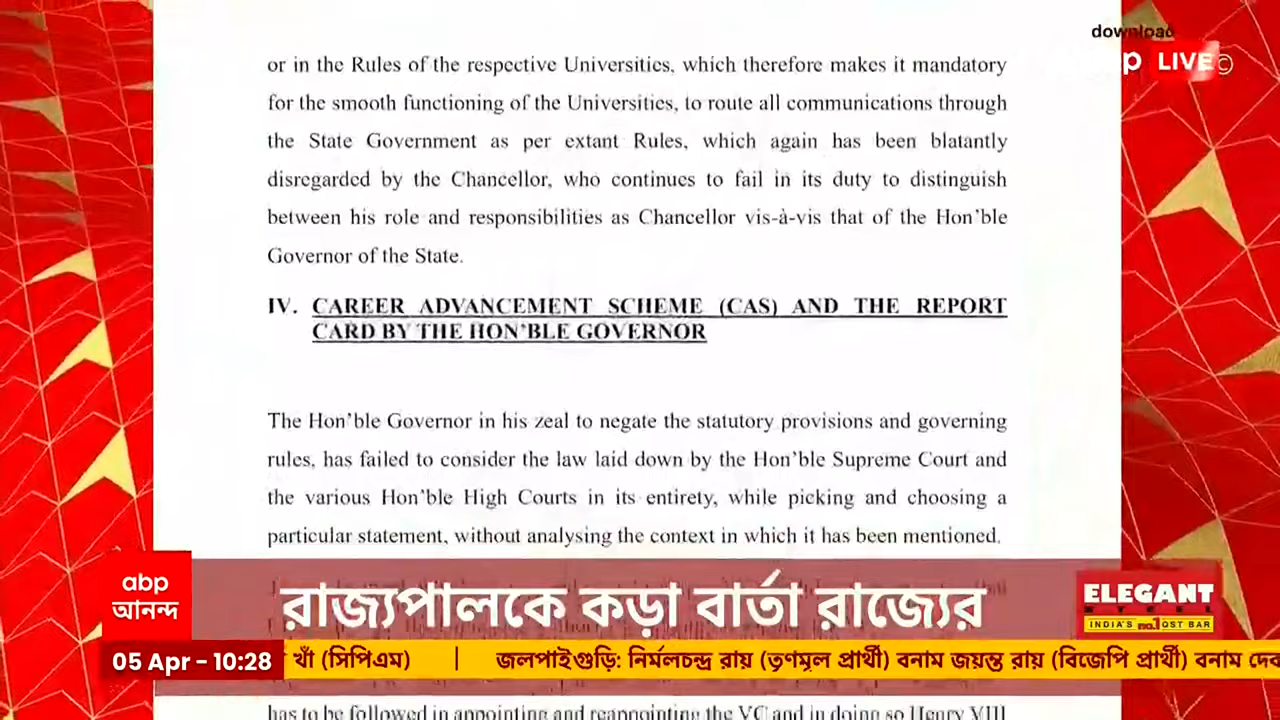 download
LIVE
or in the Rules of the respective Universities, which therefore makes it mandatory
for the smooth functioning of the Universities, to route all communications through
the State Government as per extant Rules, which again has been blatantly
disregarded by the Chancellor, who continues to fail in its duty to distinguish
between his role and responsibilities as Chancellor vis-à-vis that of the Hon’ble
Governor of the State.
IV. CAREER ADVANCEMENT SCHEME (CAS) AND THE REPORT
CARD BY THE HON’BLE GOVERNOR
The Hon’ble Governor in his zeal to negate the statutory provisions and governing
rules, has failed to consider the law laid down by the Hon’ble Supreme Court and
the various Hon’ble High Courts in its entirety, while picking and choosing a
particular statement, without analysing the context in which it has been mentioned.
abp
আনন্দ
রাজ্যপালকে কড়া বার্তা রাজ্যের
ELEGANT
STEEL
INDIA'S no.1 QST BAR
05 Apr - 10:28
খাঁ (সিপিএম) | জলপাইগুড়ি: নির্মলচন্দ্র রায় (তৃণমূল প্রার্থী) বনাম জয়ন্ত রায় (বিজেপি প্রার্থী) বনাম দেব
has to be followed in appointing and reappointing the VC and in doing so Henry VIII